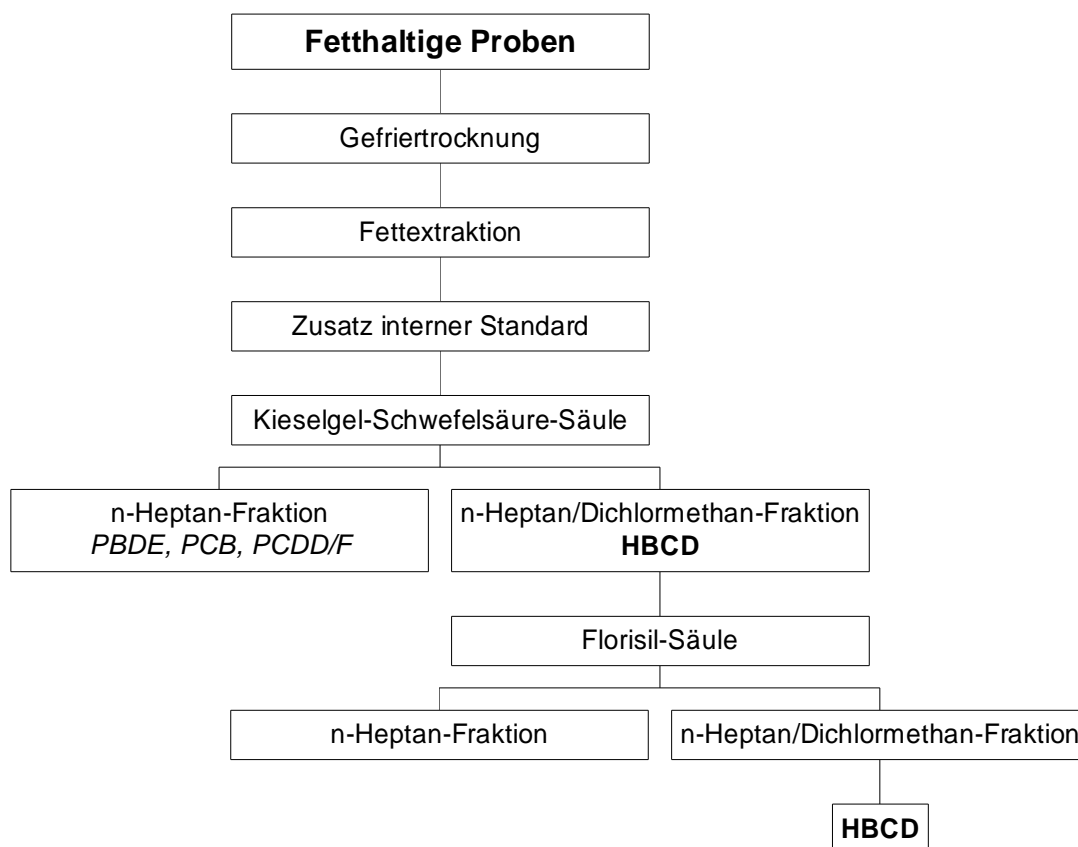 Fetthaltige Proben
Gefriertrocknung
Fettextraktion
Zusatz interner Standard
Kieselgel-Schwefelsäure-Säule
n-Heptan-Fraktion
PBDE, PCB, PCDD/F
n-Heptan/Dichlormethan-Fraktion
HBCD
Florisil-Säule
n-Heptan-Fraktion
n-Heptan/Dichlormethan-Fraktion
HBCD